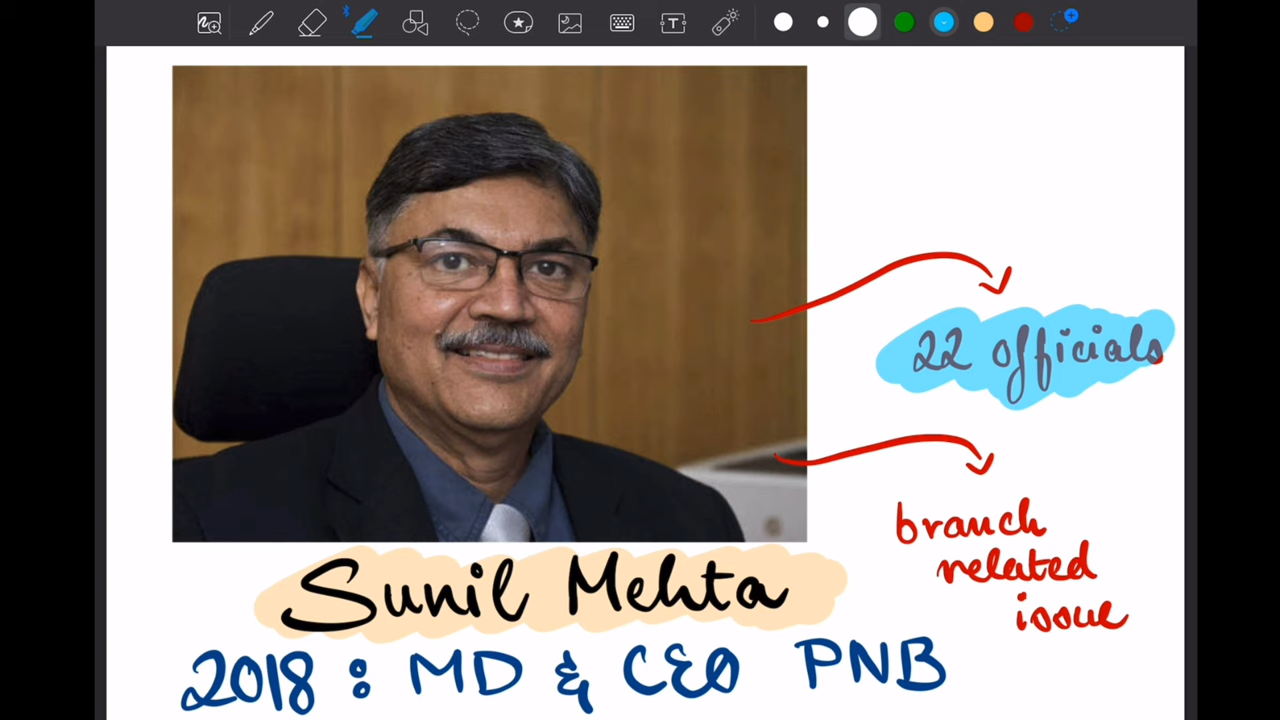 22 officials
branch
related
issue
Sunil Mehta
2018: MD & CEO PNB